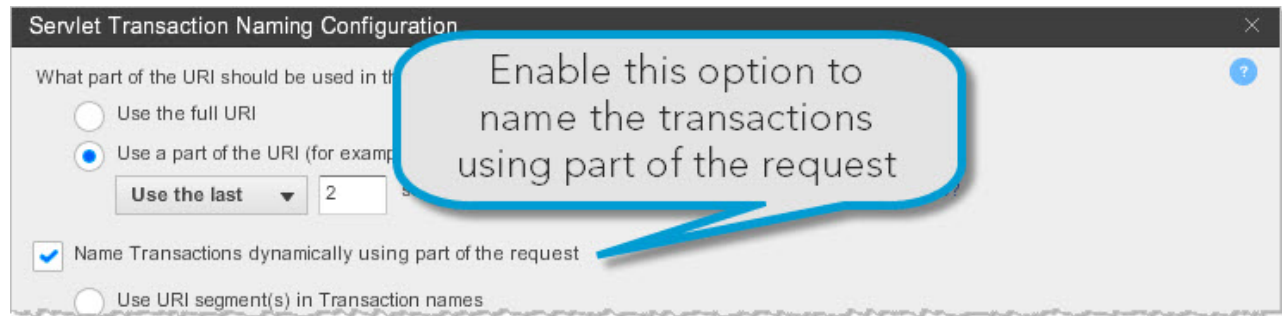 Servlet Transaction Naming Configuration
What part of the URI should be used in th
Enable this option to
name the transactions
using part of the request
?
Use the full URI
Use a part of the URI (for examp
Use the last 2
?
Name Transactions dynamically using part of the request
Use URI segment(s) in Transaction names